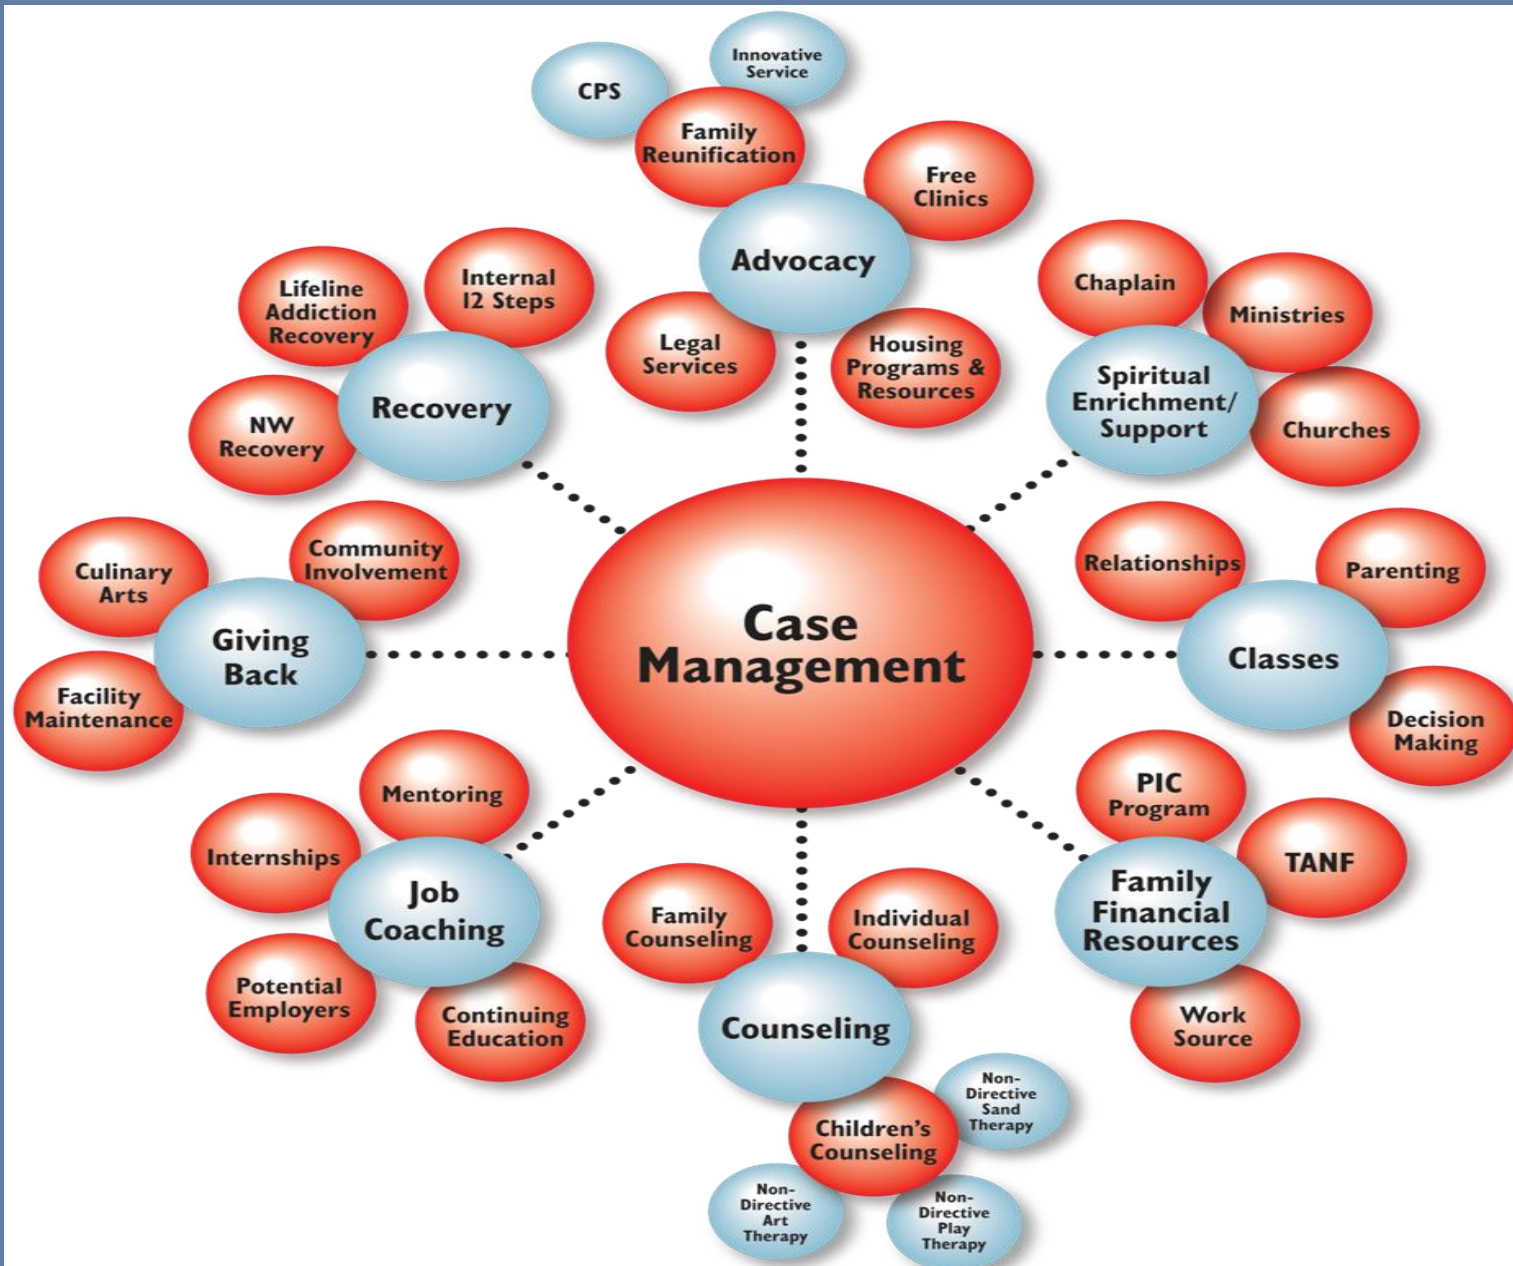 Innovative
Service
CPS
Family
Reunification
Free
Clinics
Advocacy
Legal
Services
Housing
Programs &
Resources
Chaplain
Ministries
Spiritual
Enrichment/
Support
Churches
Relationships
Parenting
Classes
Decision
Making
PIC
Program
TANF
Family
Financial
Resources
Work
Source
Individual
Counseling
Family
Counseling
Counseling
Children's
Counseling
Non-
Directive
Sand
Therapy
Non-
Directive
Play
Therapy
Non-
Directive
Art
Therapy
Mentoring
Internships
Job
Coaching
Potential
Employers
Continuing
Education
Community
Involvement
Culinary
Arts
Giving
Back
Facility
Maintenance
Internal
12 Steps
Lifeline
Addiction
Recovery
Recovery
NW
Recovery
Case
Management